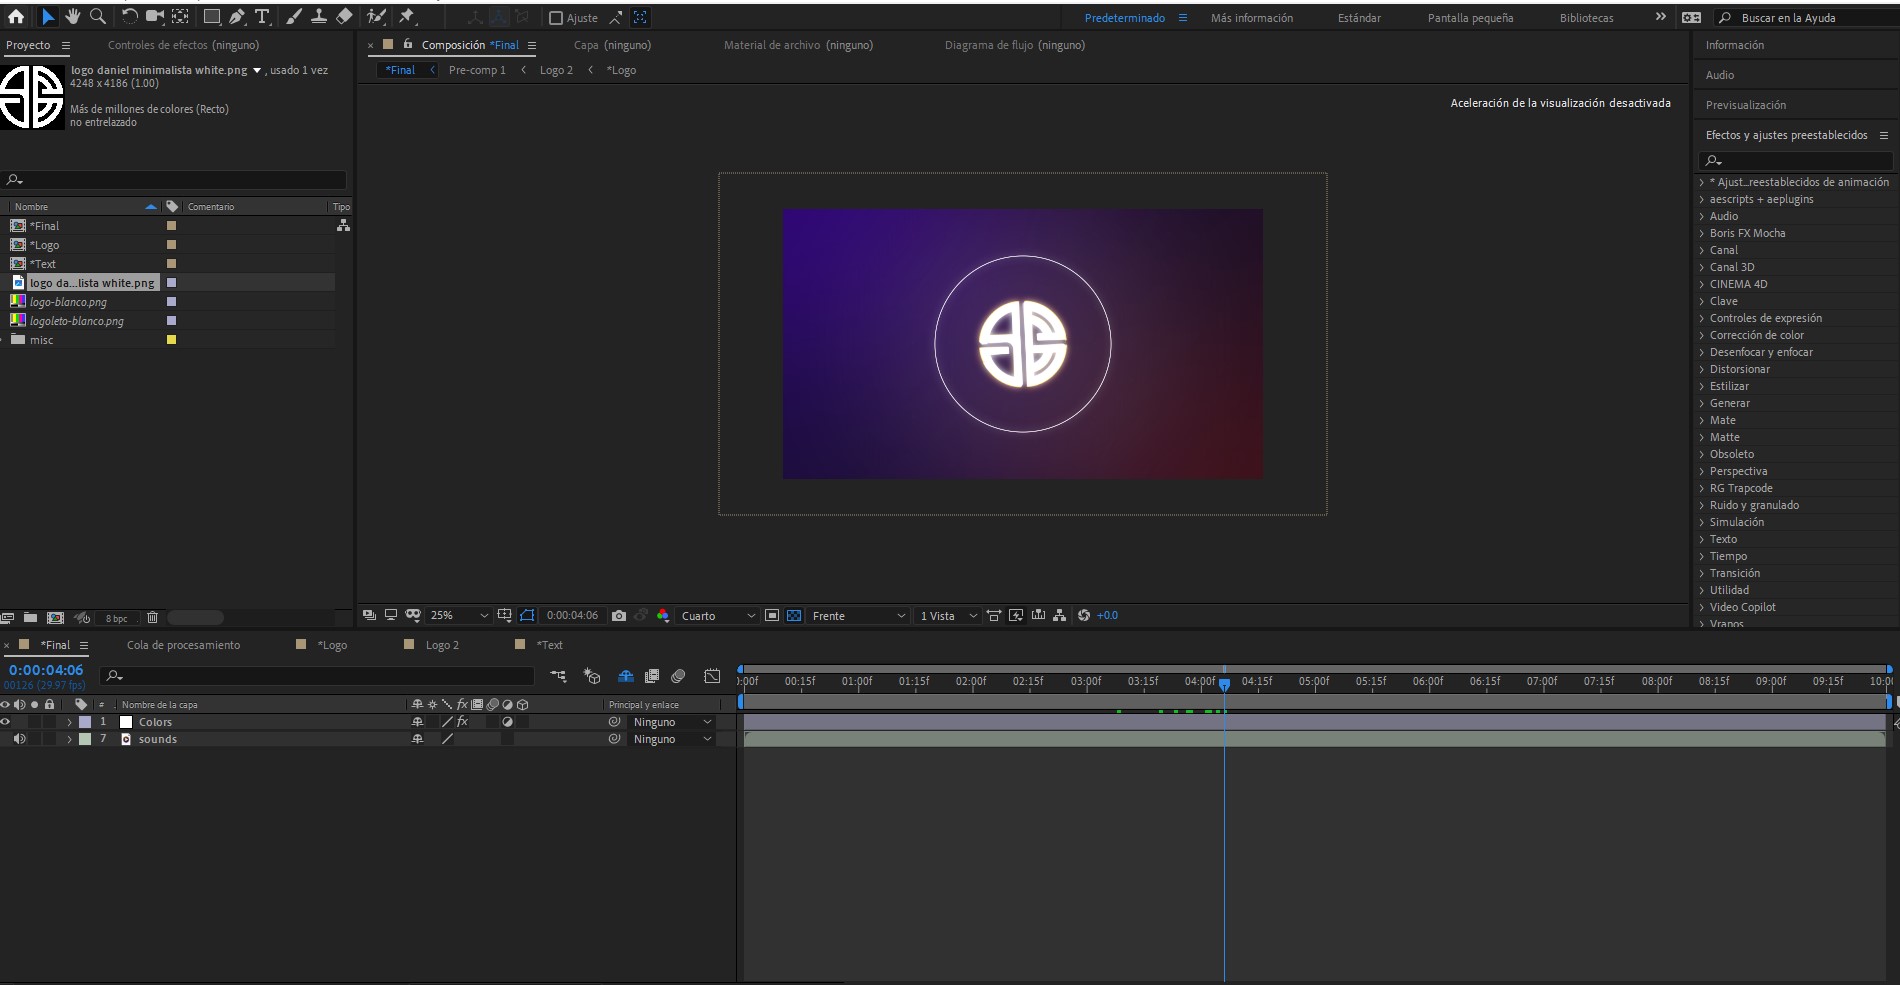 Ajuste
Predeterminado
Más información
Estándar
Pantalla pequeña
Bibliotecas
Buscar en la Ayuda
Proyecto
Controles de efectos (ninguno)
logo daniel minimalista white.png , usado 1 vez
4248 x 4186 (1.00)
Más de millones de colores (Recto)
no entrelazado
Nombre
Comentario
Tipo
*Final
*Logo
*Text
logo da...lista white.png
logo-blanco.png
logoleto-blanco.png
misc
8 bpc
Composición *Final
Capa (ninguno)
Material de archivo (ninguno)
Diagrama de flujo (ninguno)
*Final
Pre-comp 1
Logo 2
*Logo
Aceleración de la visualización desactivada
25%
0:00:04:06
Cuarto
Frente
1 Vista
+0.0
Información
Audio
Previsualización
Efectos y ajustes preestablecidos
* Ajust...reestablecidos de animación
aescripts + aeplugins
Audio
Boris FX Mocha
Canal
Canal 3D
CINEMA 4D
Clave
Controles de expresión
Corrección de color
Desenfocar y enfocar
Distorsionar
Estilizar
Generar
Mate
Matte
Obsoleto
Perspectiva
RG Trapcode
Ruido y granulado
Simulación
Texto
Tiempo
Transición
Utilidad
Video Copilot
Vranos
*Final
Cola de procesamiento
*Logo
Logo 2
*Text
0:00:04:06
00126 (29.97 fps)
:00f 00:15f 01:00f 01:15f 02:00f 02:15f 03:00f 03:15f 04:00f 04:15f 05:00f 05:15f 06:00f 06:15f 07:00f 07:15f 08:00f 08:15f 09:00f 09:15f 10:0
# Nombre de la capa
fx
Principal y enlace
1 Colors
fx
Ninguno
7 sounds
Ninguno